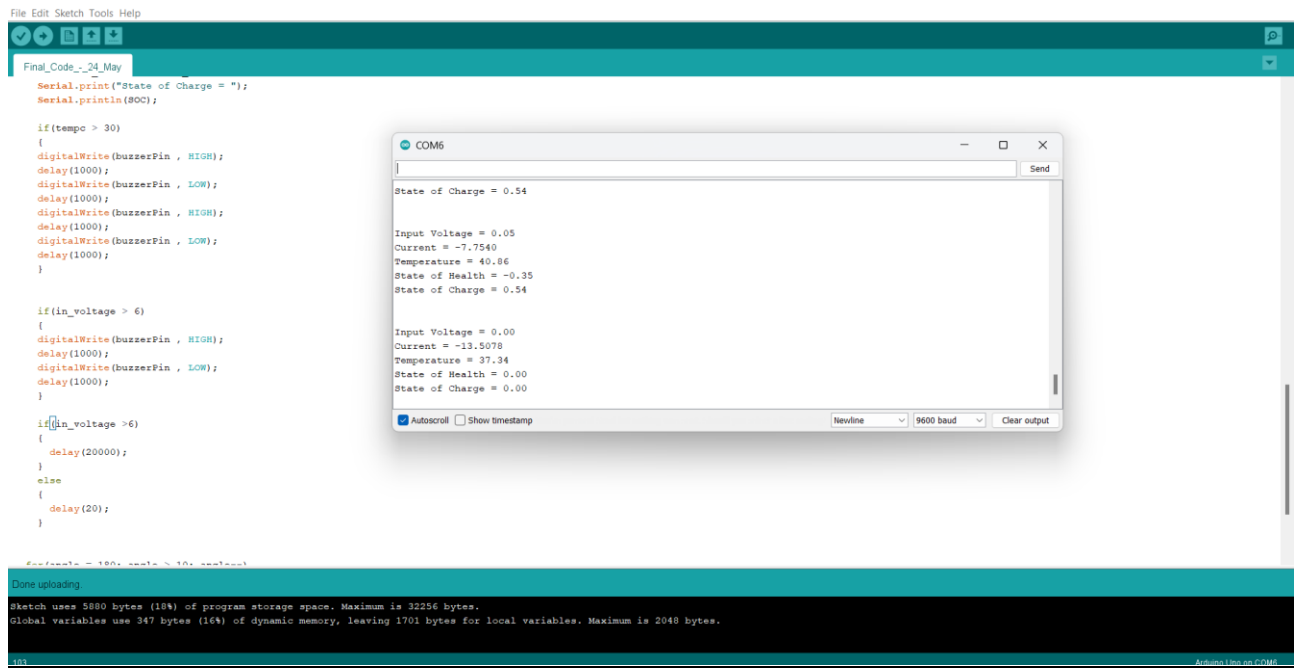 File Edit Sketch Tools Help
Final_Code_-_24_May
Serial.print("State of Charge = ");
Serial.println(SOC);
if(tempc > 30)
{
digitalWrite(buzzerPin , HIGH);
delay(1000);
digitalWrite(buzzerPin , LOW);
delay(1000);
digitalWrite(buzzerPin , HIGH);
delay(1000);
digitalWrite(buzzerPin , LOW);
delay(1000);
}
if(in_voltage > 6)
{
digitalWrite(buzzerPin , HIGH);
delay(1000);
digitalWrite(buzzerPin , LOW);
delay(1000);
}
if(in_voltage >6)
{
delay(20000);
}
else
{
delay(20);
}
for(angle = 180; angle > 10; angle--)
COM6
Send
State of Charge = 0.54
Input Voltage = 0.05
Current = -7.7540
Temperature = 40.86
State of Health = -0.35
State of Charge = 0.54
Input Voltage = 0.00
Current = -13.5078
Temperature = 37.34
State of Health = 0.00
State of Charge = 0.00
Autoscroll Show timestamp Newline 9600 baud Clear output
Done uploading.
Sketch uses 5880 bytes (18%) of program storage space. Maximum is 32256 bytes.
Global variables use 347 bytes (16%) of dynamic memory, leaving 1701 bytes for local variables. Maximum is 2048 bytes.
103 Arduino Uno on COM6